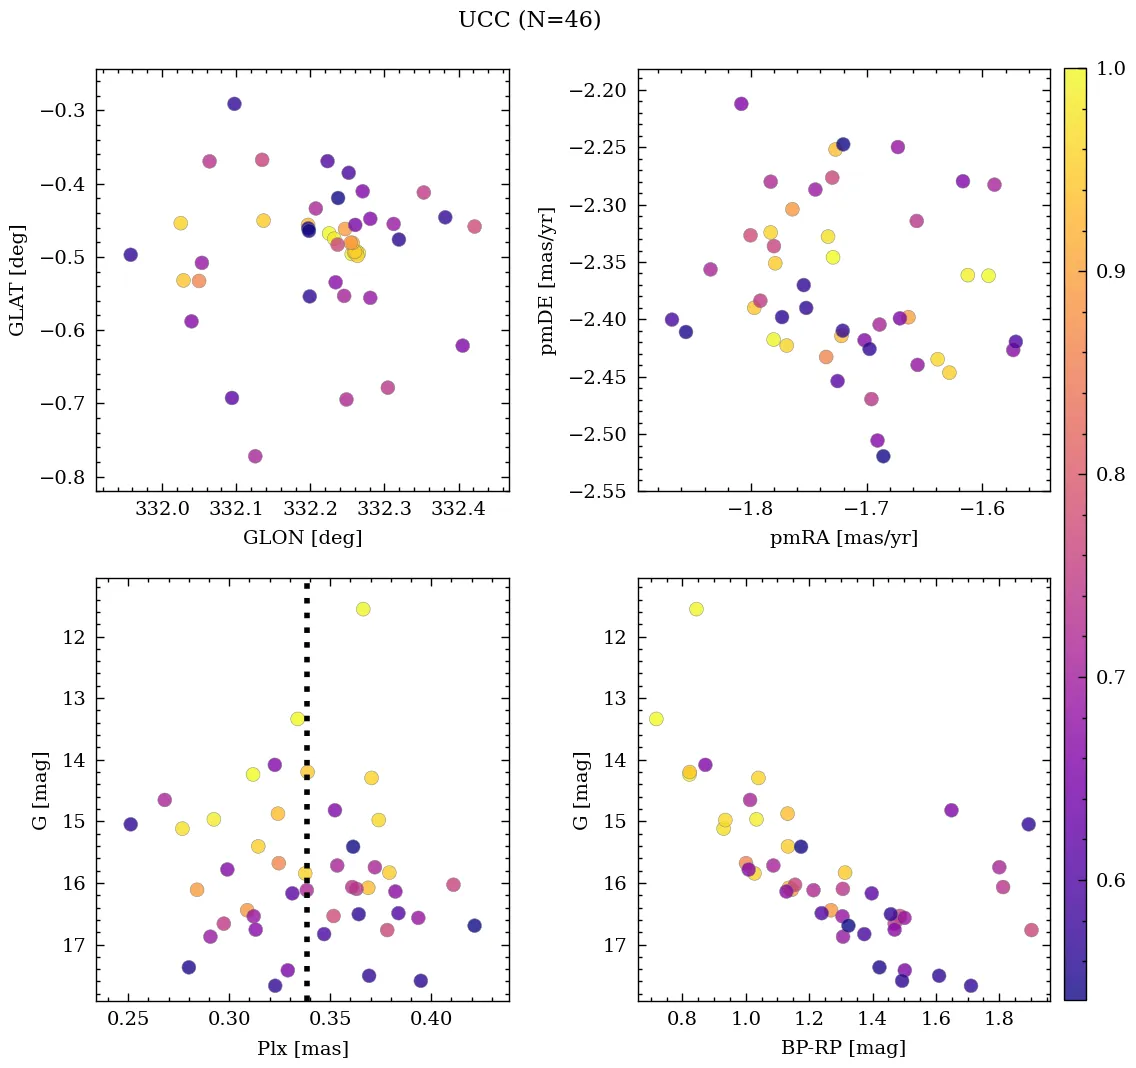 UCC (N=46)
−0.3
−0.4
−0.5
−0.6
−0.7
−0.8
GLAT [deg]
332.0 332.1 332.2 332.3 332.4
GLON [deg]
−2.20
−2.25
−2.30
−2.35
−2.40
−2.45
−2.50
−2.55
pmDE [mas/yr]
−1.8 −1.7 −1.6
pmRA [mas/yr]
1.0
0.9
0.8
0.7
0.6
12
13
14
15
16
17
G [mag]
0.25 0.30 0.35 0.40
Plx [mas]
12
13
14
15
16
17
G [mag]
0.8 1.0 1.2 1.4 1.6 1.8
BP-RP [mag]